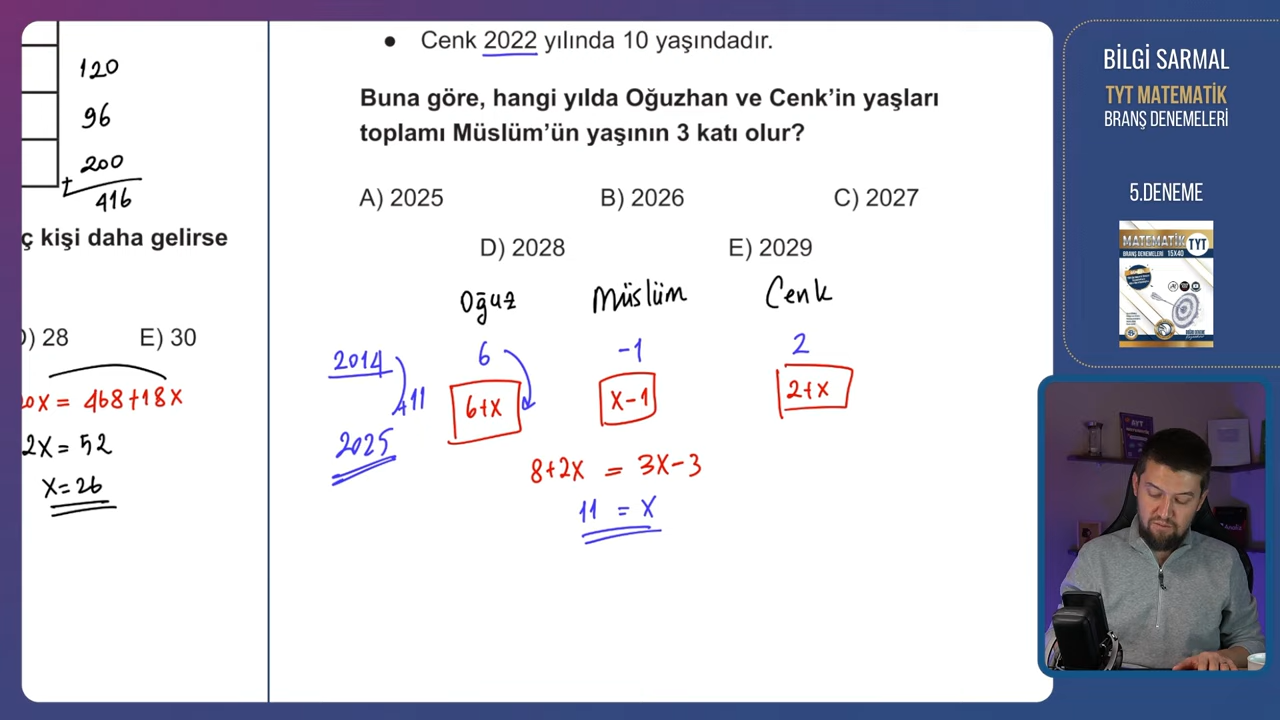 120
96
200
+
416
ç kişi daha gelirse
28
E) 30
0x = 468+18x
2x = 52
x=26
• Cenk 2022 yılında 10 yaşındadır.
Buna göre, hangi yılda Oğuzhan ve Cenk’in yaşları
toplamı Müslüm’ün yaşının 3 katı olur?
A) 2025 B) 2026 C) 2027
D) 2028 E) 2029
Oğuz Müslüm Cenk
2014 6 -1 2
+11 6+x x-1 2+x
2025
8+2x = 3x-3
11 = x
BİLGİ SARMAL
TYT MATEMATİK
BRANŞ DENEMELERİ
5.DENEME
MATEMATİK TYT
BRANŞ DENEMELERİ 15X40